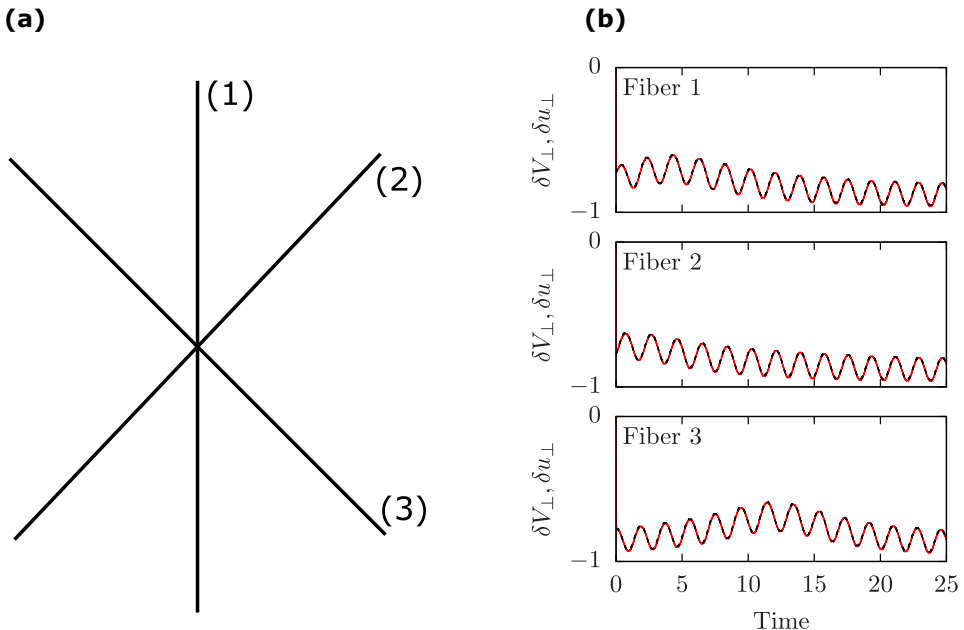 (a)
(1)
(2)
(3)
(b)
0
Fiber 1
δV⊥, δu⊥
−1
0
Fiber 2
δV⊥, δu⊥
−1
0
Fiber 3
δV⊥, δu⊥
−1
0 5 10 15 20 25
Time